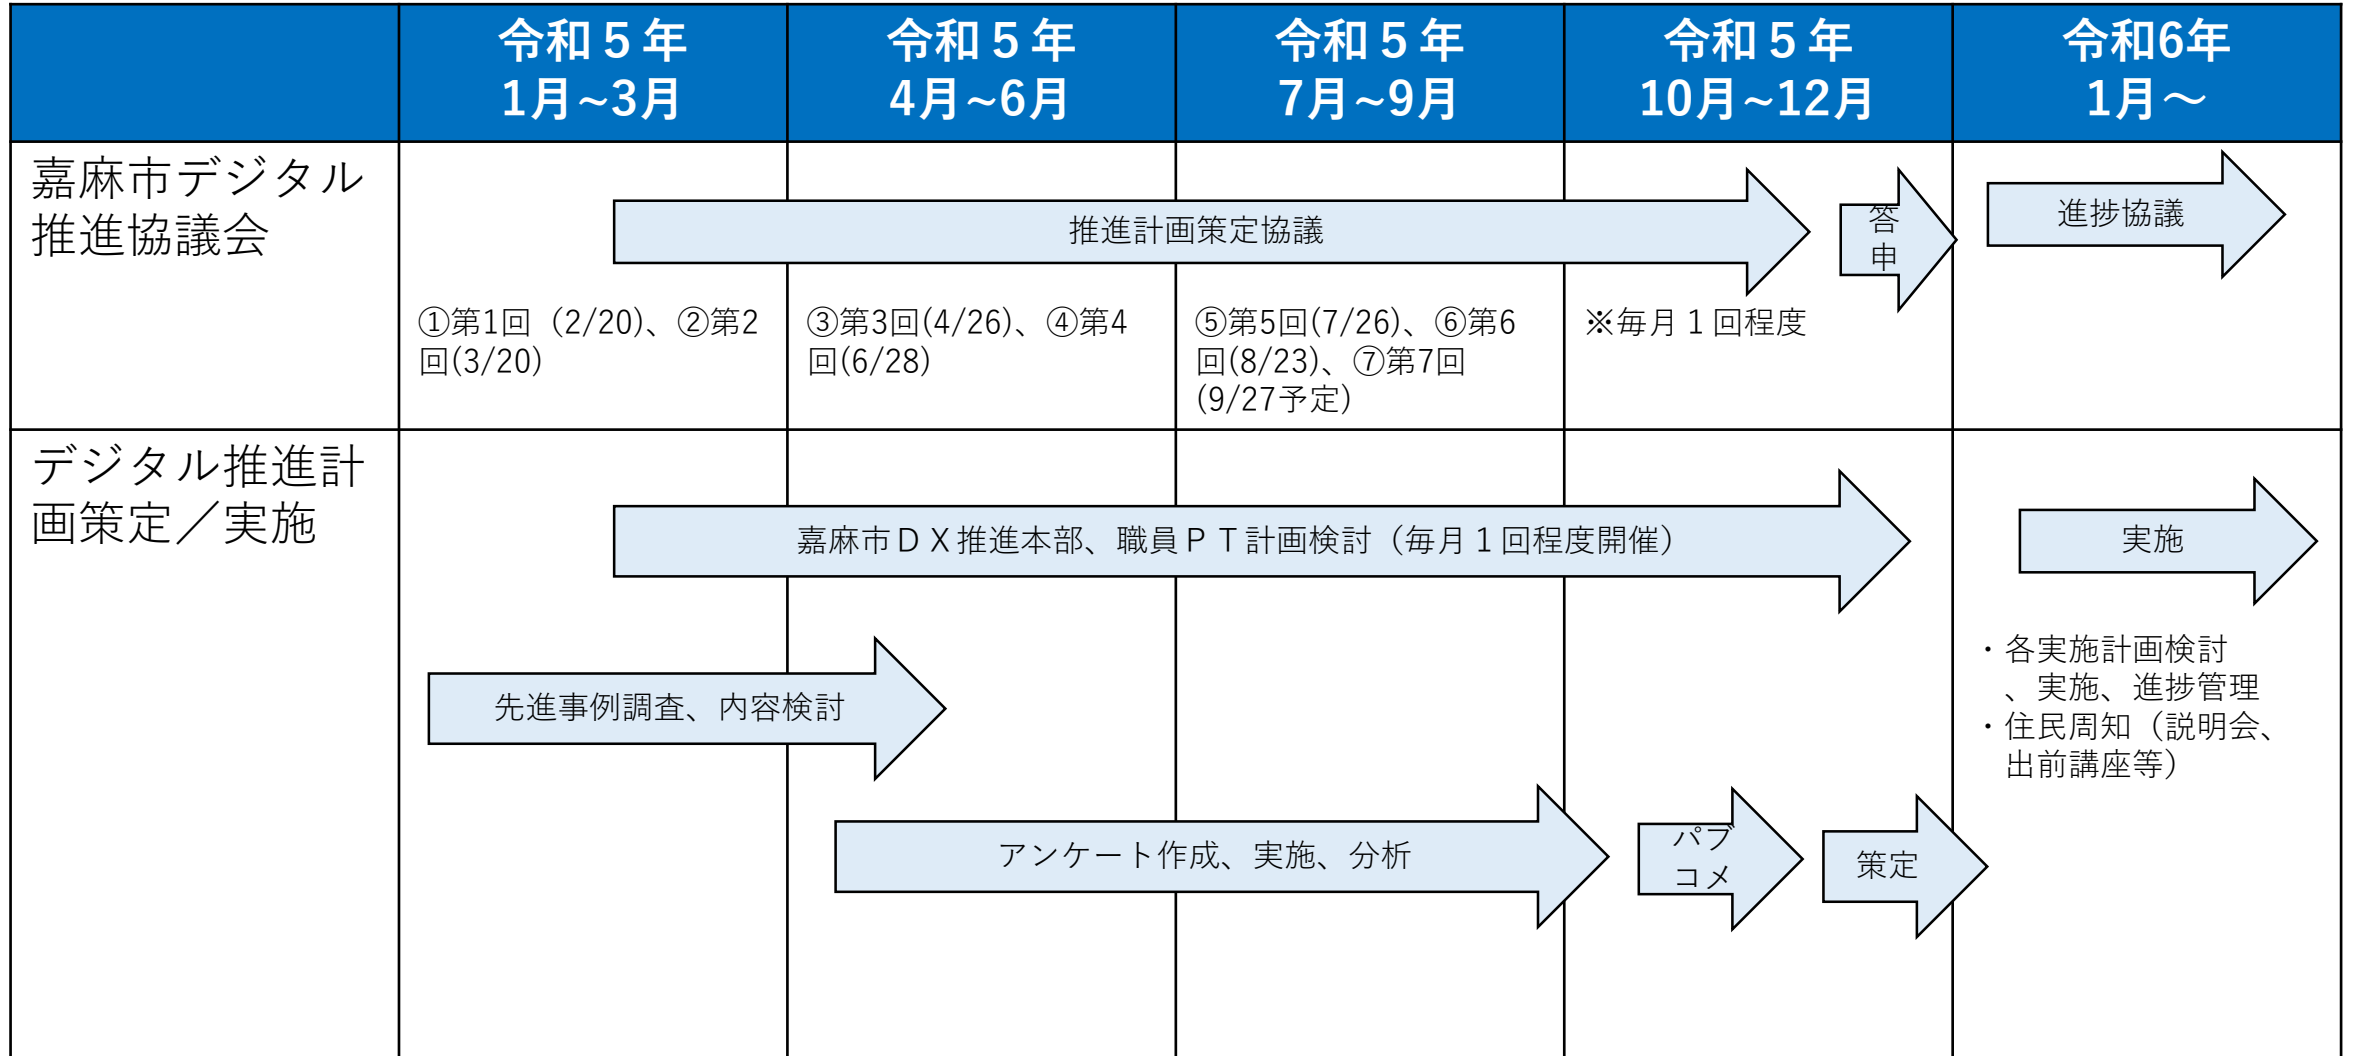 令和５年
1月~3月
令和５年
4月~6月
令和５年
7月~9月
令和５年
10月~12月
令和6年
1月～
嘉麻市デジタル
推進協議会
推進計画策定協議
答
申
進捗協議
①第1回（2/20)、②第2
回(3/20)
③第3回(4/26)、④第4
回(6/28)
⑤第5回(7/26)、⑥第6
回(8/23)、⑦第7回
(9/27予定)
※毎月１回程度
デジタル推進計
画策定／実施
嘉麻市ＤＸ推進本部、職員ＰＴ計画検討（毎月１回程度開催）
実施
先進事例調査、内容検討
・各実施計画検討
、実施、進捗管理
・住民周知（説明会、
出前講座等）
アンケート作成、実施、分析
パブ
コメ
策定